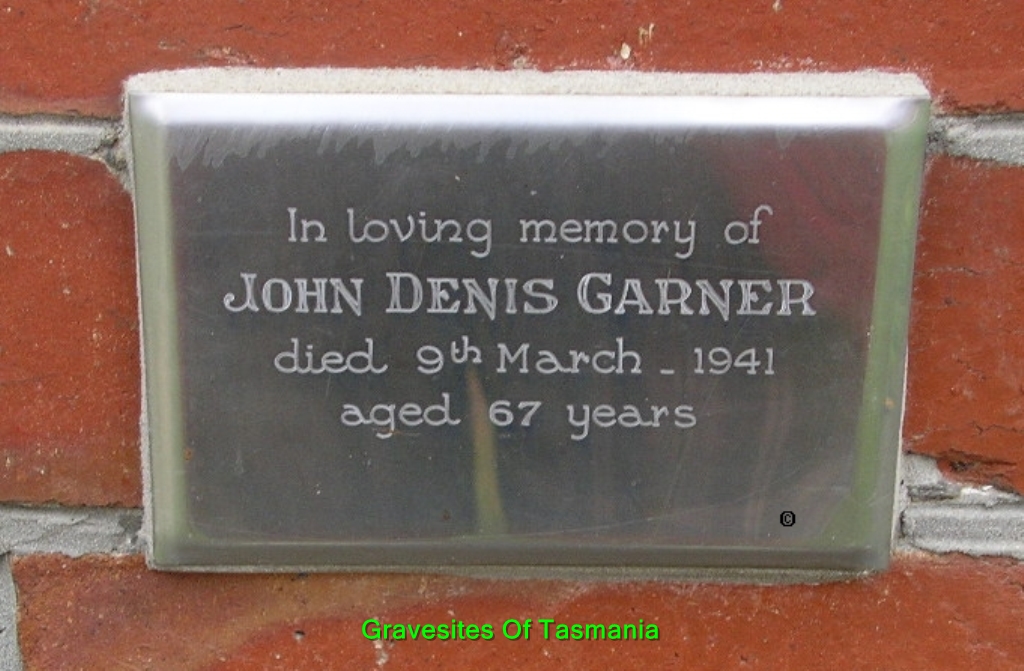 In loving memory of
JOHN DENIS GARNER
died 9th March - 1941
aged 67 years
©
Gravesites Of Tasmania